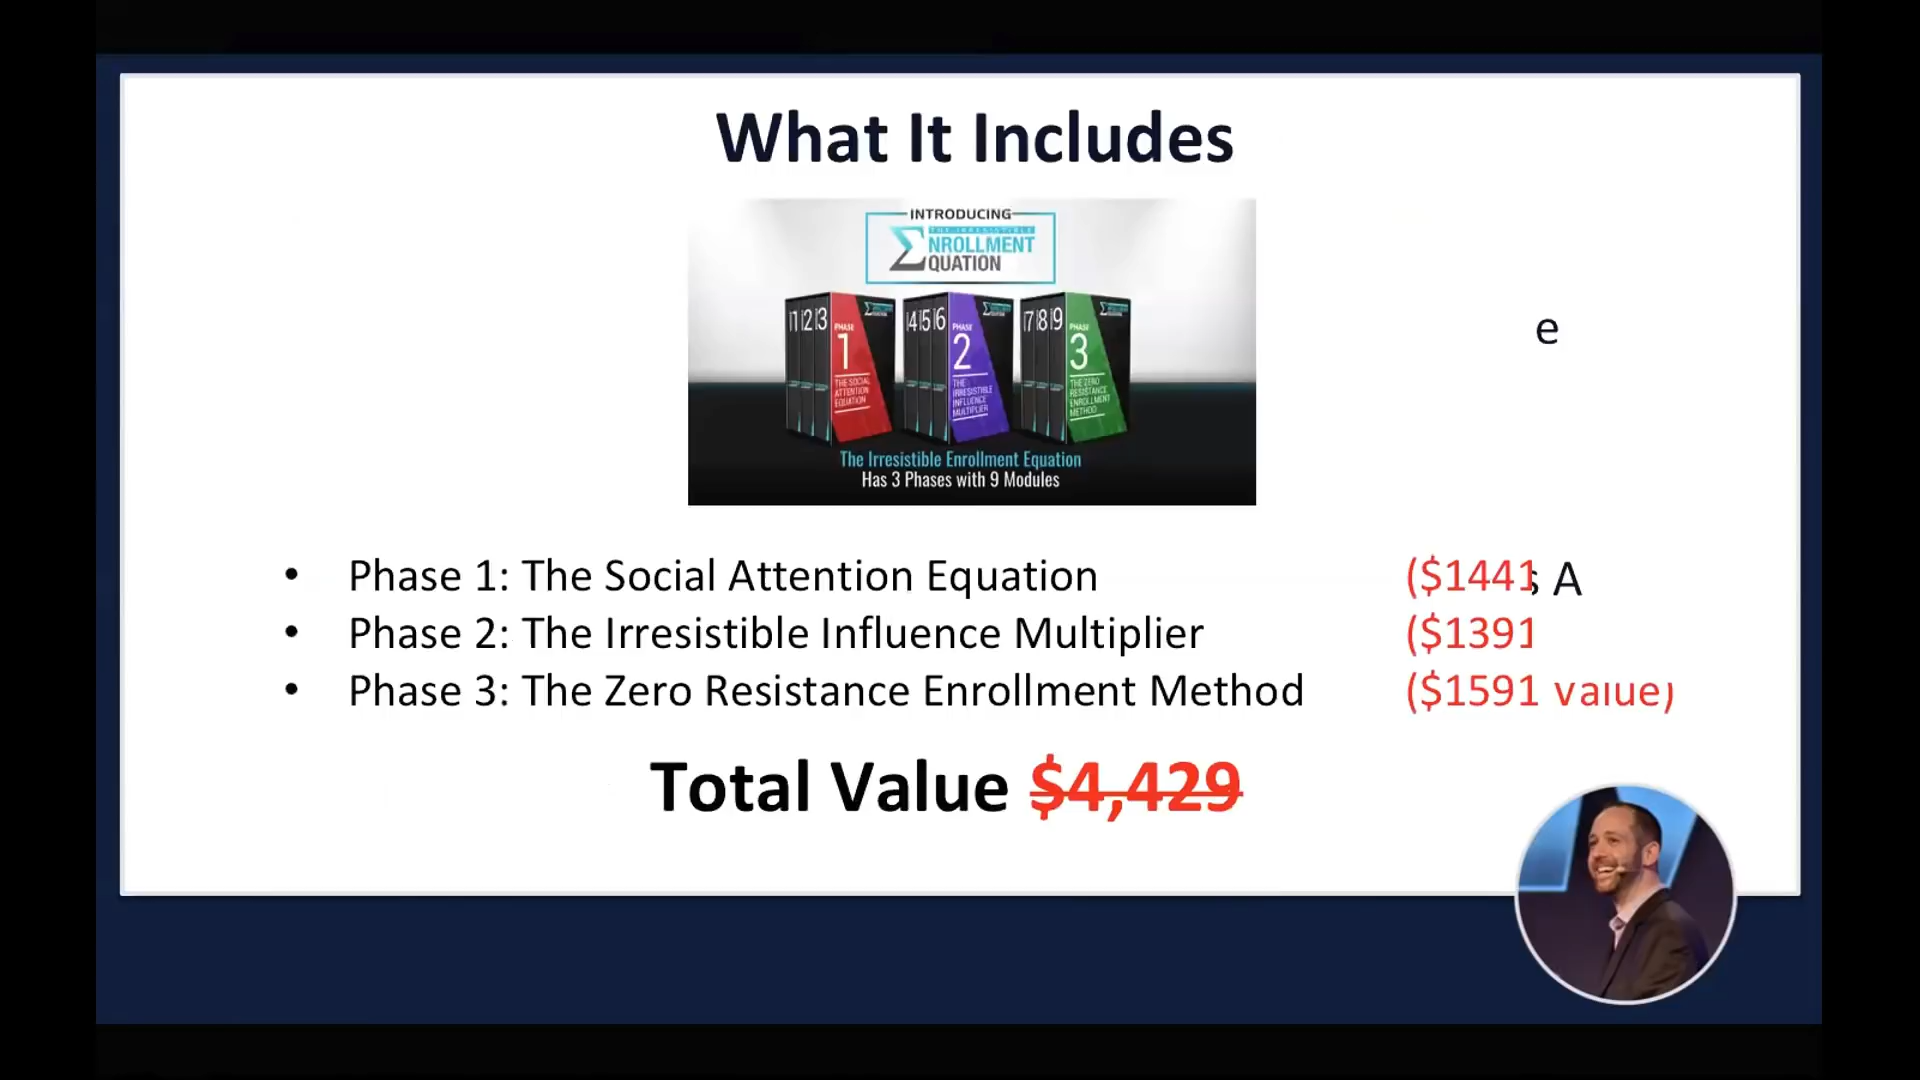 What It Includes
INTRODUCING
THE IRRESISTIBLE
ΣNROLLMENT
QUATION
1 2 3 PHASE 1 THE SOCIAL ATTENTION EQUATION
4 5 6 PHASE 2 THE IRRESISTIBLE INFLUENCE MULTIPLIER
7 8 9 PHASE 3 THE ZERO RESISTANCE ENROLLMENT METHOD
The Irresistible Enrollment Equation
Has 3 Phases with 9 Modules
e
• Phase 1: The Social Attention Equation ($1441 s A
• Phase 2: The Irresistible Influence Multiplier ($1391
• Phase 3: The Zero Resistance Enrollment Method ($1591 value)
Total Value $4,429